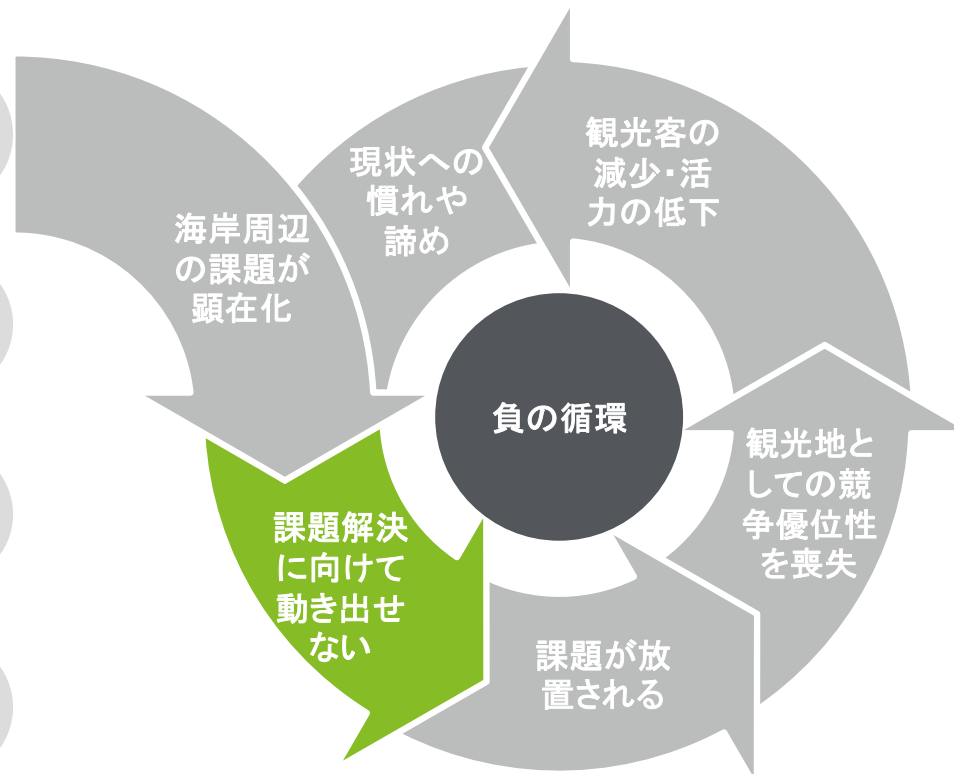 海岸周辺
の課題が
顕在化
課題解決
に向けて
動き出せ
ない
課題が放
置される
観光地と
しての競
争優位性
を喪失
観光客の
減少・活
力の低下
現状への
慣れや
諦め
負の循環